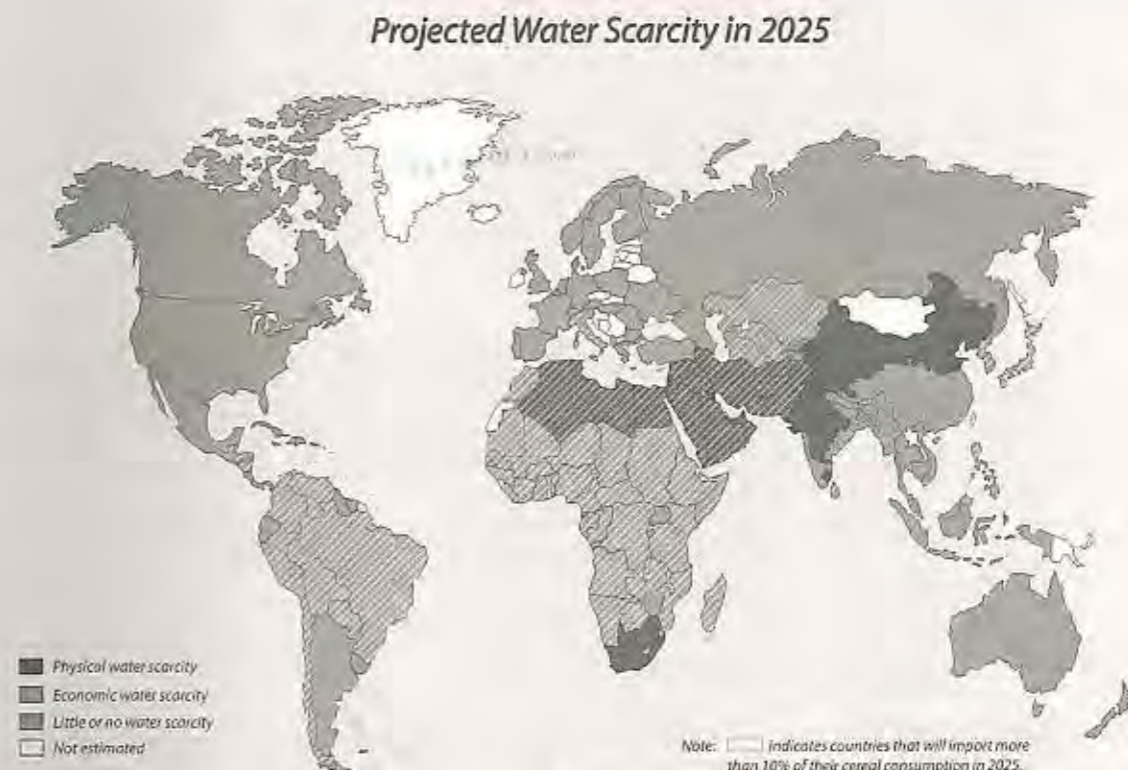 Projected Water Scarcity in 2025
Physical water scarcity
Economic water scarcity
Little or no water scarcity
Not estimated
Note: indicates countries that will import more
than 10% of their cereal consumption in 2025.